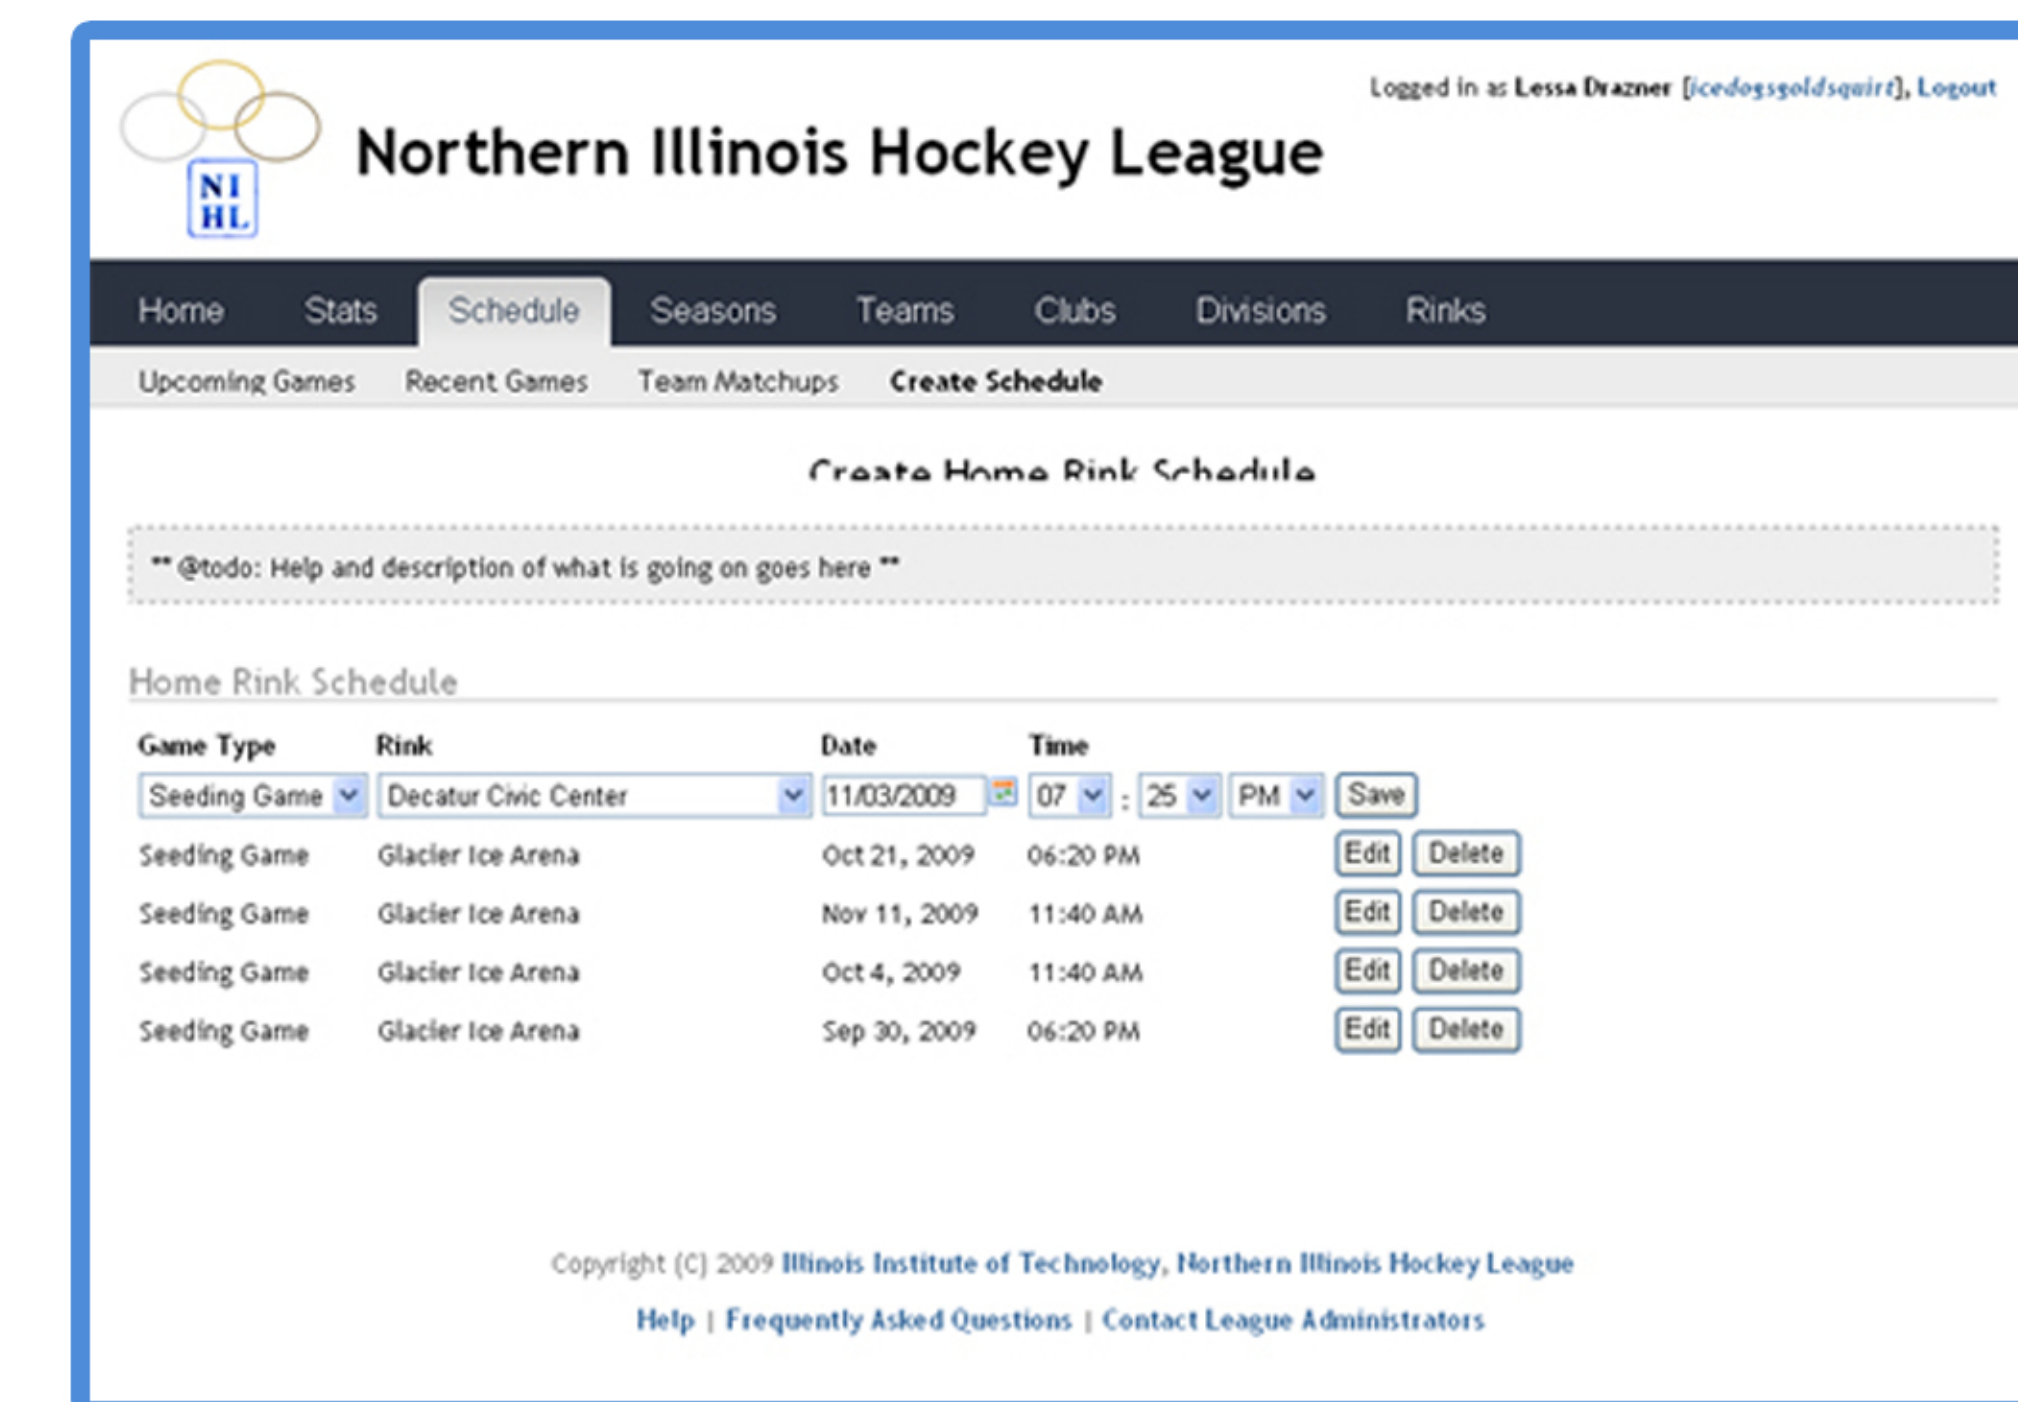 Logged in as Lessa Drazner [icedogsgoldsquirt], Logout
Northern Illinois Hockey League
NI
HL
Home Stats Schedule Seasons Teams Clubs Divisions Rinks
Upcoming Games Recent Games Team Matchups Create Schedule
Create Home Rink Schedule
** @todo: Help and description of what is going on goes here **
Home Rink Schedule
Game Type Rink Date Time
Seeding Game Decatur Civic Center 11/03/2009 07 : 25 PM Save
Seeding Game Glacier Ice Arena Oct 21, 2009 06:20 PM Edit Delete
Seeding Game Glacier Ice Arena Nov 11, 2009 11:40 AM Edit Delete
Seeding Game Glacier Ice Arena Oct 4, 2009 11:40 AM Edit Delete
Seeding Game Glacier Ice Arena Sep 30, 2009 06:20 PM Edit Delete
Copyright (C) 2009 Illinois Institute of Technology, Northern Illinois Hockey League
Help | Frequently Asked Questions | Contact League Administrators